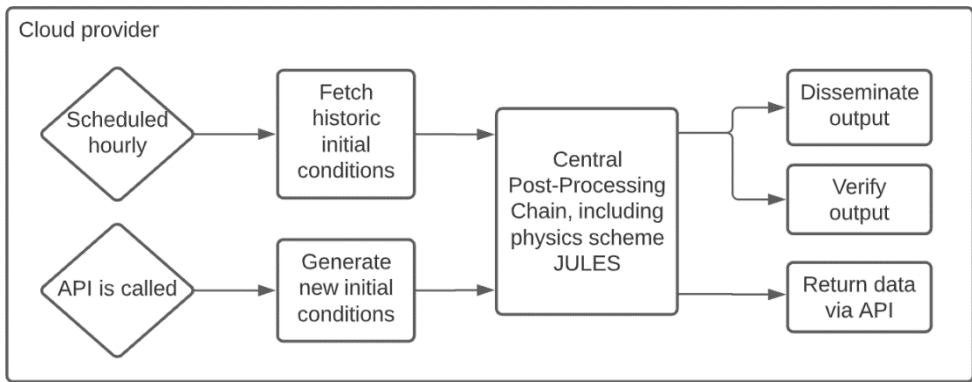 Cloud provider
Scheduled
hourly
Fetch
historic
initial
conditions
Central
Post-Processing
Chain, including
physics scheme
JULES
Disseminate
output
Verify
output
API is called
Generate
new initial
conditions
Return data
via API